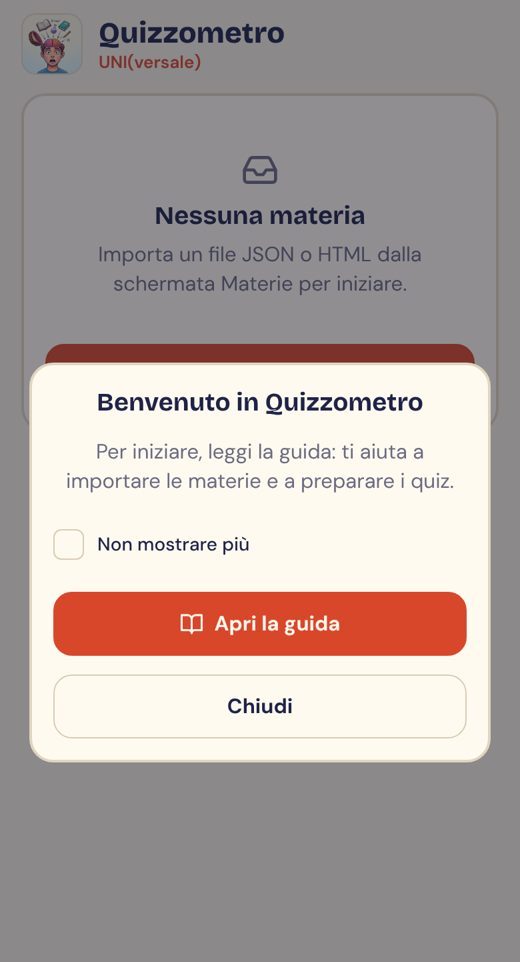 Quizzometro
UNI(versale)
Nessuna materia
Importa un file JSON o HTML dalla
schermata Materie per iniziare.
Benvenuto in Quizzometro
Per iniziare, leggi la guida: ti aiuta a
importare le materie e a preparare i quiz.
Non mostrare più
Apri la guida
Chiudi